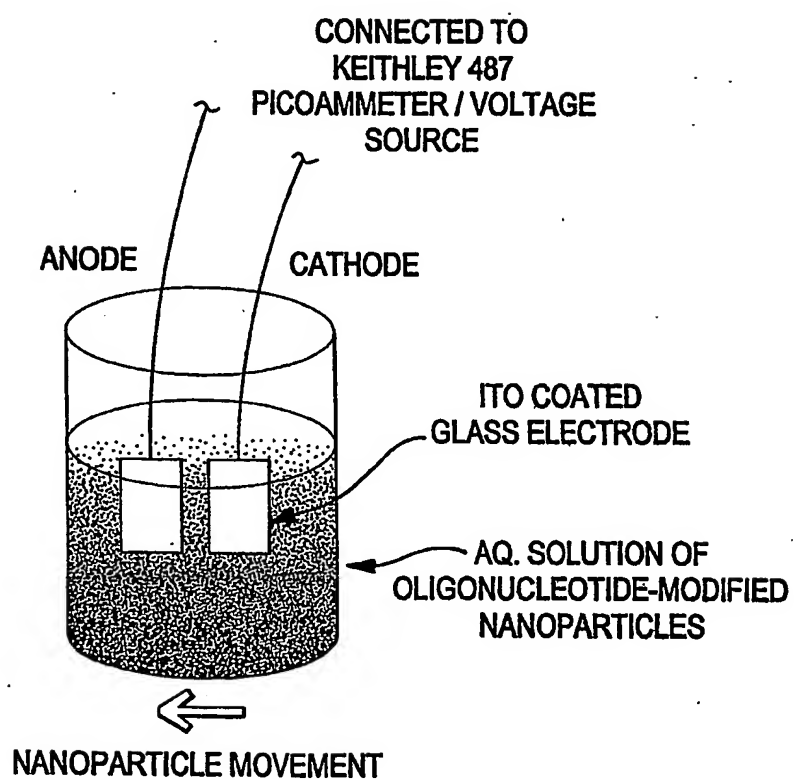 CONNECTED TO
KEITHLEY 487
PICOAMMETER / VOLTAGE
SOURCE
ANODE
CATHODE
ITO COATED
GLASS ELECTRODE
AQ. SOLUTION OF
OLIGONUCLEOTIDE-MODIFIED
NANOPARTICLES
NANOPARTICLE MOVEMENT